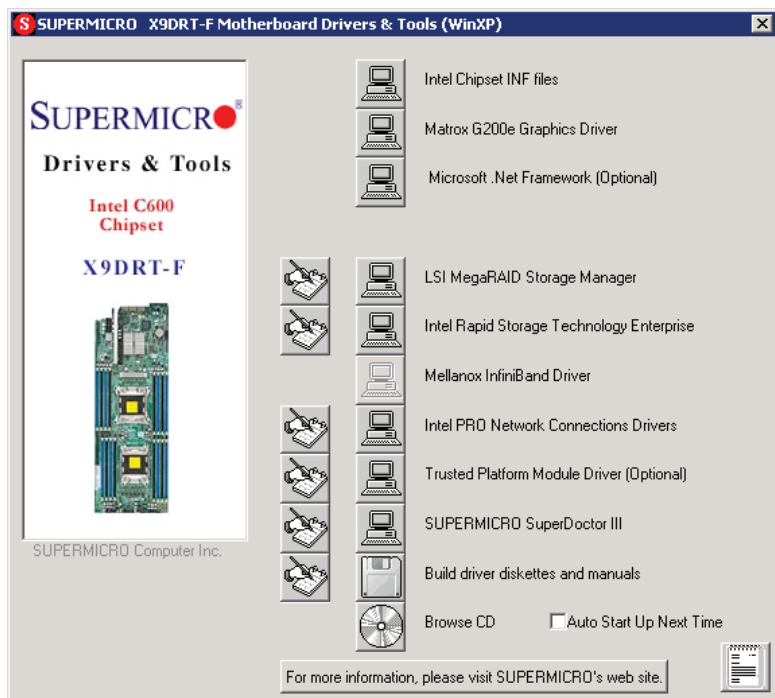 S SUPERMICRO X9DRT-F Motherboard Drivers & Tools (WinXP)
SUPERMICRO®
Drivers & Tools
Intel C600
Chipset
X9DRT-F
SUPERMICRO Computer Inc.
Intel Chipset INF files
Matrox G200e Graphics Driver
Microsoft .Net Framework (Optional)
LSI MegaRAID Storage Manager
Intel Rapid Storage Technology Enterprise
Mellanox InfiniBand Driver
Intel PRO Network Connections Drivers
Trusted Platform Module Driver (Optional)
SUPERMICRO SuperDoctor III
Build driver diskettes and manuals
Browse CD Auto Start Up Next Time
For more information, please visit SUPERMICRO's web site.